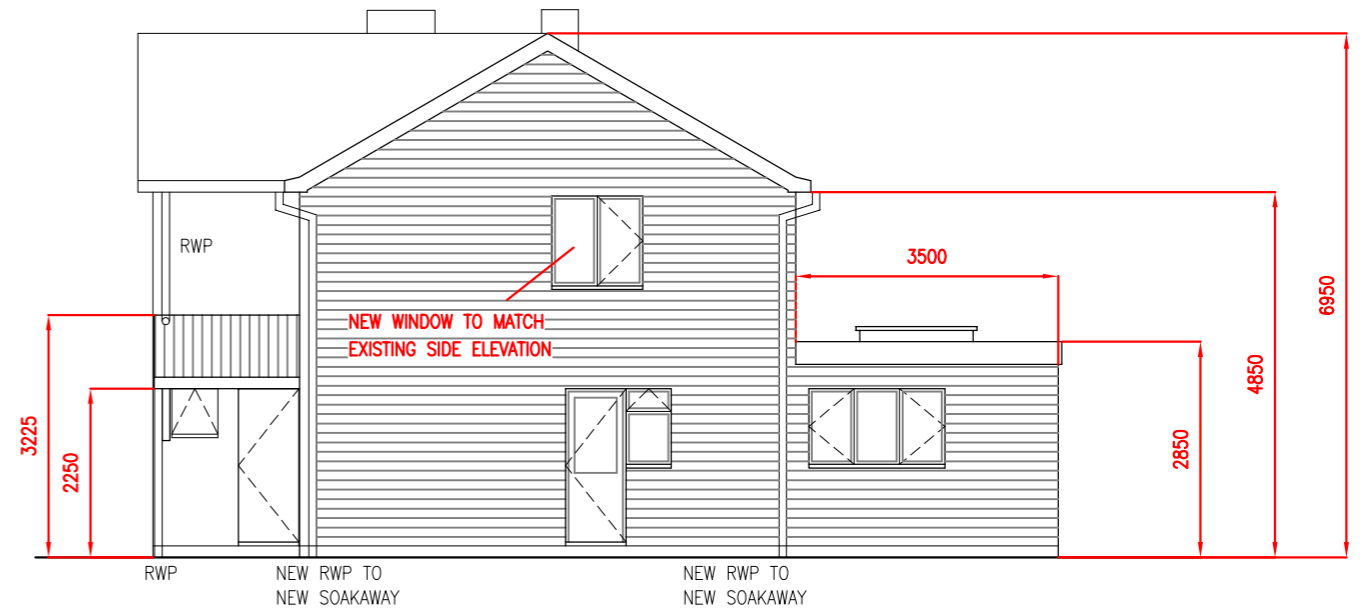 RWP
3500
6950
NEW WINDOW TO MATCH
EXISTING SIDE ELEVATION
4850
3225
2250
2850
RWP
NEW RWP TO
NEW SOAKAWAY
NEW RWP TO
NEW SOAKAWAY